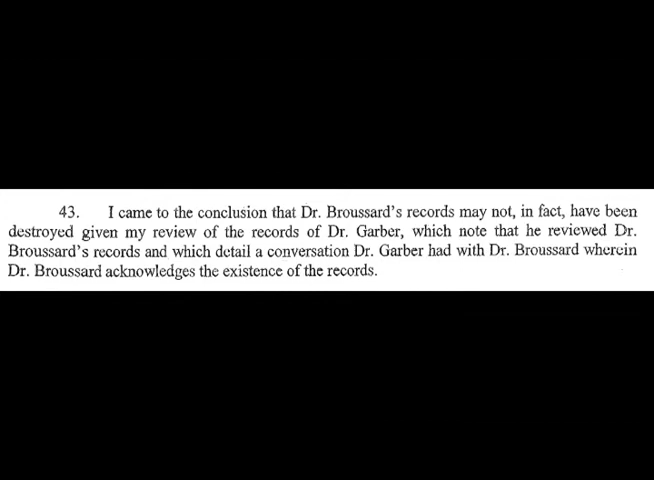 43. I came to the conclusion that Dr. Broussard's records may not, in fact, have been
destroyed given my review of the records of Dr. Garber, which note that he reviewed Dr.
Broussard's records and which detail a conversation Dr. Garber had with Dr. Broussard wherein
Dr. Broussard acknowledges the existence of the records.